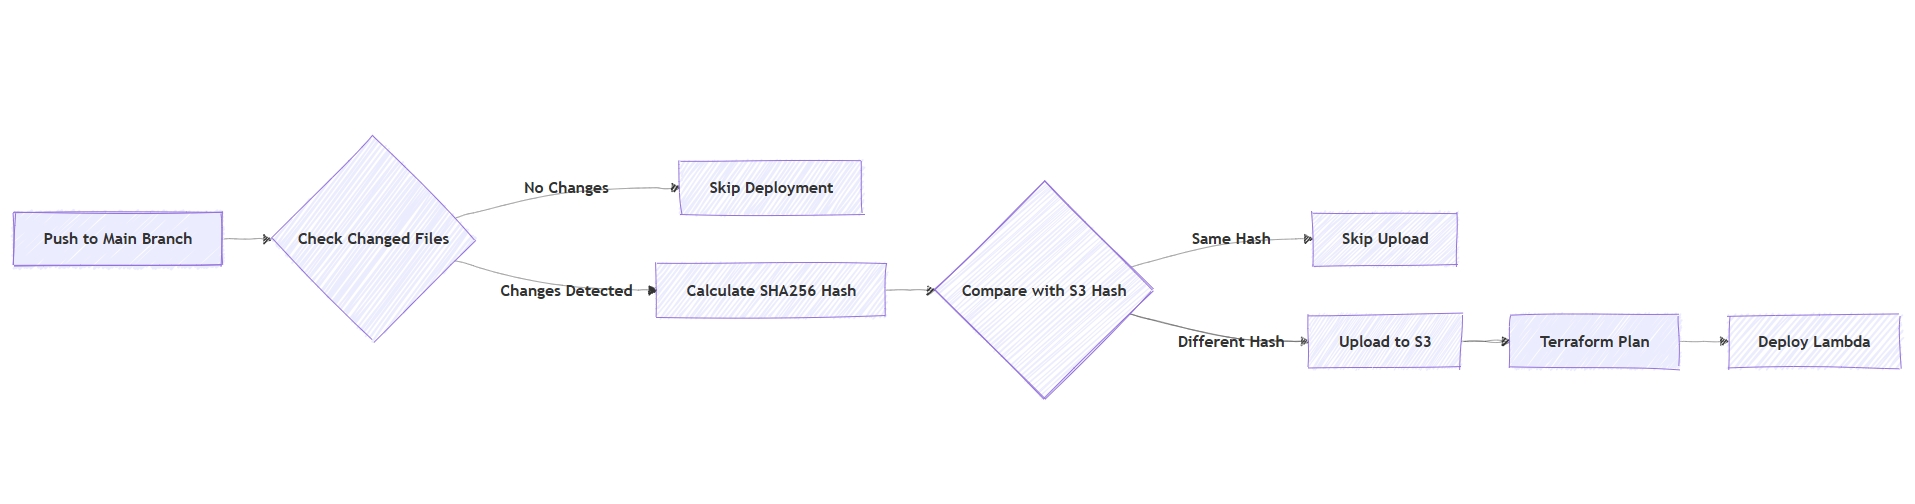 Push to Main Branch
Check Changed Files
No Changes
Skip Deployment
Changes Detected
Calculate SHA256 Hash
Compare with S3 Hash
Same Hash
Skip Upload
Different Hash
Upload to S3
Terraform Plan
Deploy Lambda